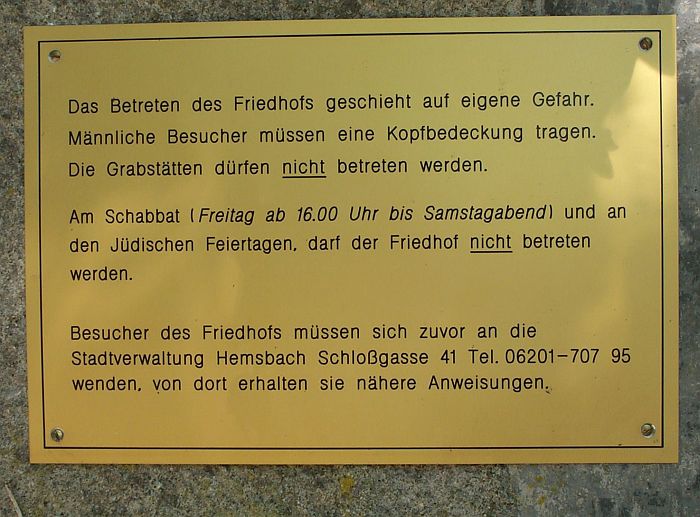 Das Betreten des Friedhofs geschieht auf eigene Gefahr.
Männliche Besucher müssen eine Kopfbedeckung tragen.
Die Grabstätten dürfen nicht betreten werden.
Am Schabbat (Freitag ab 16.00 Uhr bis Samstagabend) und an
den Jüdischen Feiertagen, darf der Friedhof nicht betreten
werden.
Besucher des Friedhofs müssen sich zuvor an die
Stadtverwaltung Hemsbach Schloßgasse 41 Tel. 06201-707 95
wenden, von dort erhalten sie nähere Anweisungen.